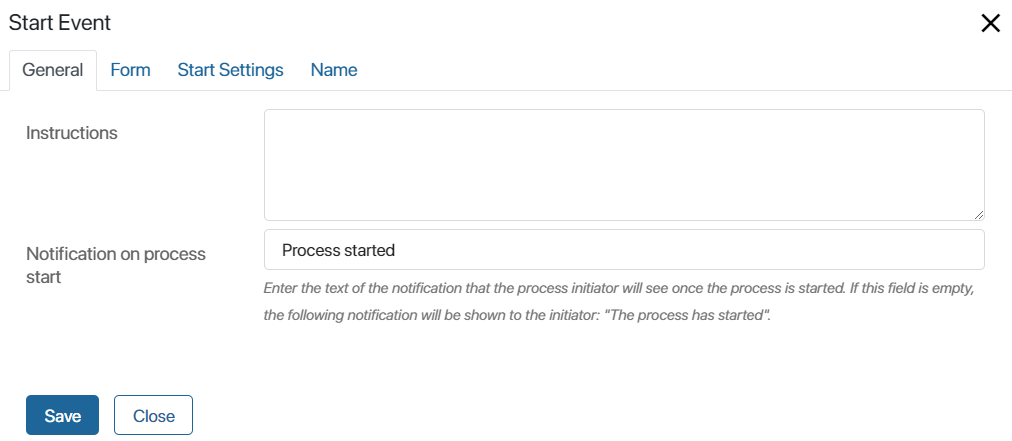 Start Event
General Form Start Settings Name
Instructions
Notification on process
start
Process started
Enter the text of the notification that the process initiator will see once the process is started. If this field is empty,
the following notification will be shown to the initiator: "The process has started".
Save Close